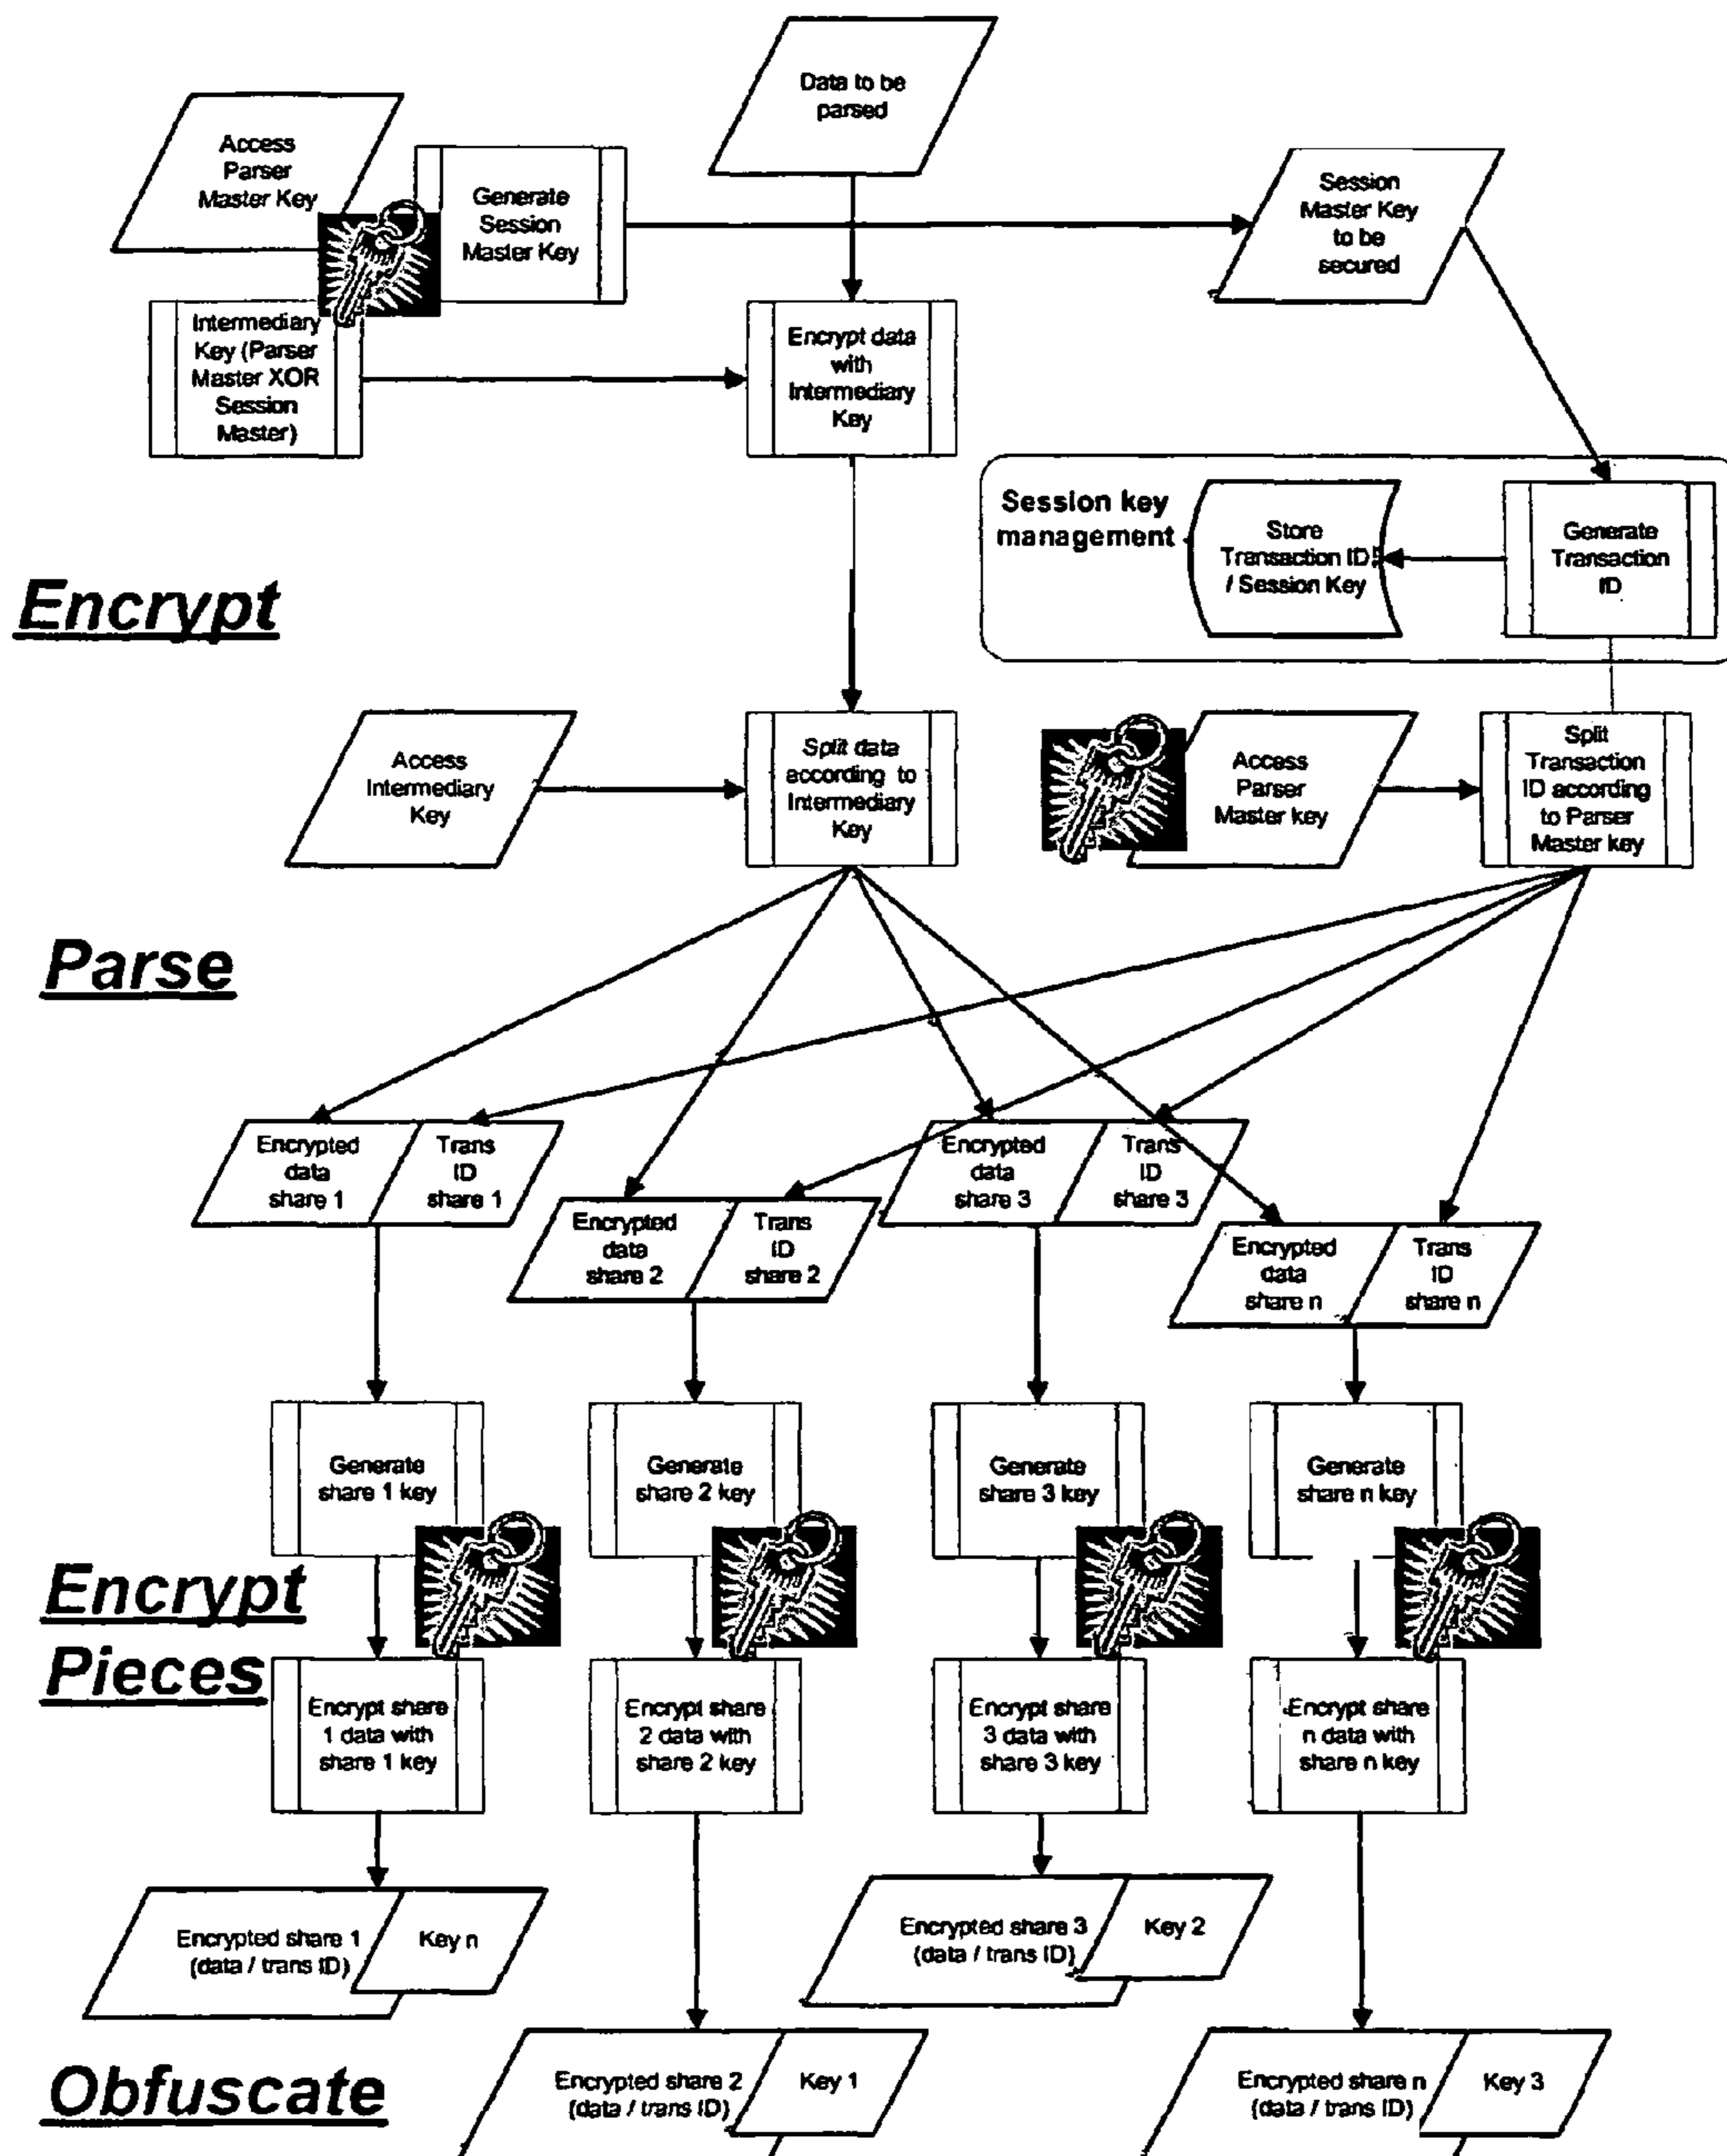 Data to be
parsed
Access
Parser
Master Key
Generate
Session
Master Key
Session
Master Key
to be
secured
Intermediary
Key (Parser
Master XOR
Session
Master)
Encrypt data
with
Intermediary
Key
Session key
management
Store
Transaction ID
/ Session Key
Generate
Transaction
ID
Encrypt
Access
Intermediary
Key
Split data
according to
Intermediary
Key
Access
Parser
Master key
Split
Transaction
ID according
to Parser
Master key
Parse
Encrypted
data
share 1
Trans
ID
share 1
Encrypted
data
share 2
Trans
ID
share 2
Encrypted
data
share 3
Trans
ID
share 3
Encrypted
data
share n
Trans
ID
share n
Generate
share 1 key
Generate
share 2 key
Generate
share 3 key
Generate
share n key
Encrypt
Pieces
Encrypt share
1 data with
share 1 key
Encrypt share
2 data with
share 2 key
Encrypt share
3 data with
share 3 key
Encrypt share
n data with
share n key
Encrypted share 1
(data / trans ID)
Key n
Encrypted share 3
(data / trans ID)
Key 2
Obfuscate
Encrypted share 2
(data / trans ID)
Key 1
Encrypted share n
(data / trans ID)
Key 3